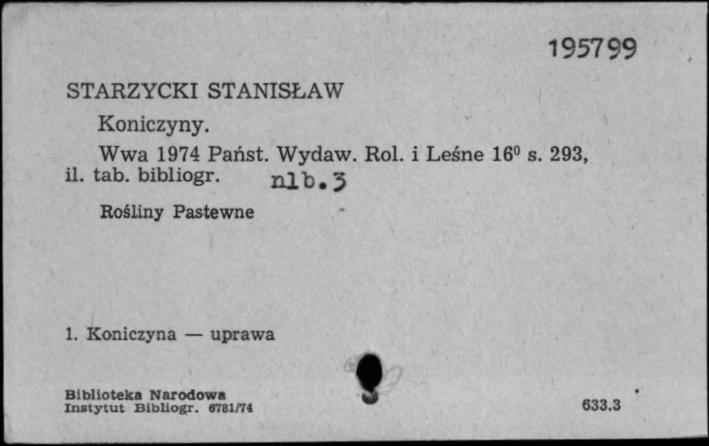 195799
STARZYCKI STANISŁAW
Koniczyny.
Wwa 1974 Państ. Wydaw. Rol. i Leśne 16⁰ s. 293,
il. tab. bibliogr. nlb. 3
Rośliny Pastewne
1. Koniczyna — uprawa
Biblioteka Narodowa
Instytut Bibliogr. 6781/74
633.3